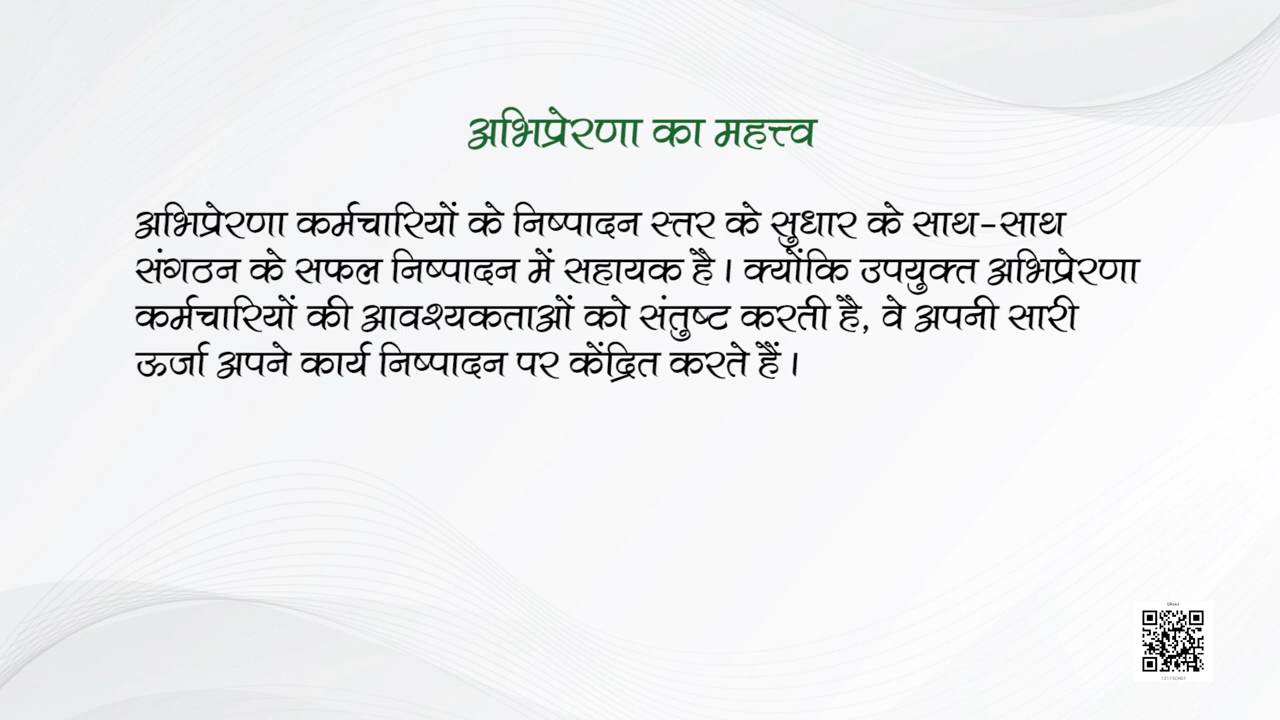 अभिप्रेरणा का महत्त्व
अभिप्रेरणा कर्मचारियों के निष्पादन स्तर के सुधार के साथ-साथ
संगठन के सफल निष्पादन में सहायक है। क्योंकि उपयुक्त अभिप्रेरणा
कर्मचारियों की आवश्यकताओं को संतुष्ट करती है, वे अपनी सारी
ऊर्जा अपने कार्य निष्पादन पर केंद्रित करते हैं।